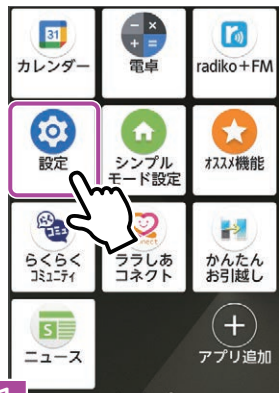 31
カレンダー
電卓
radiko+FM
設定
シンプル
モード設定
オススメ機能
らくらく
コミュニティ
ララしあ
コネクト
かんたん
お引越し
S
ニュース
アプリ追加
1